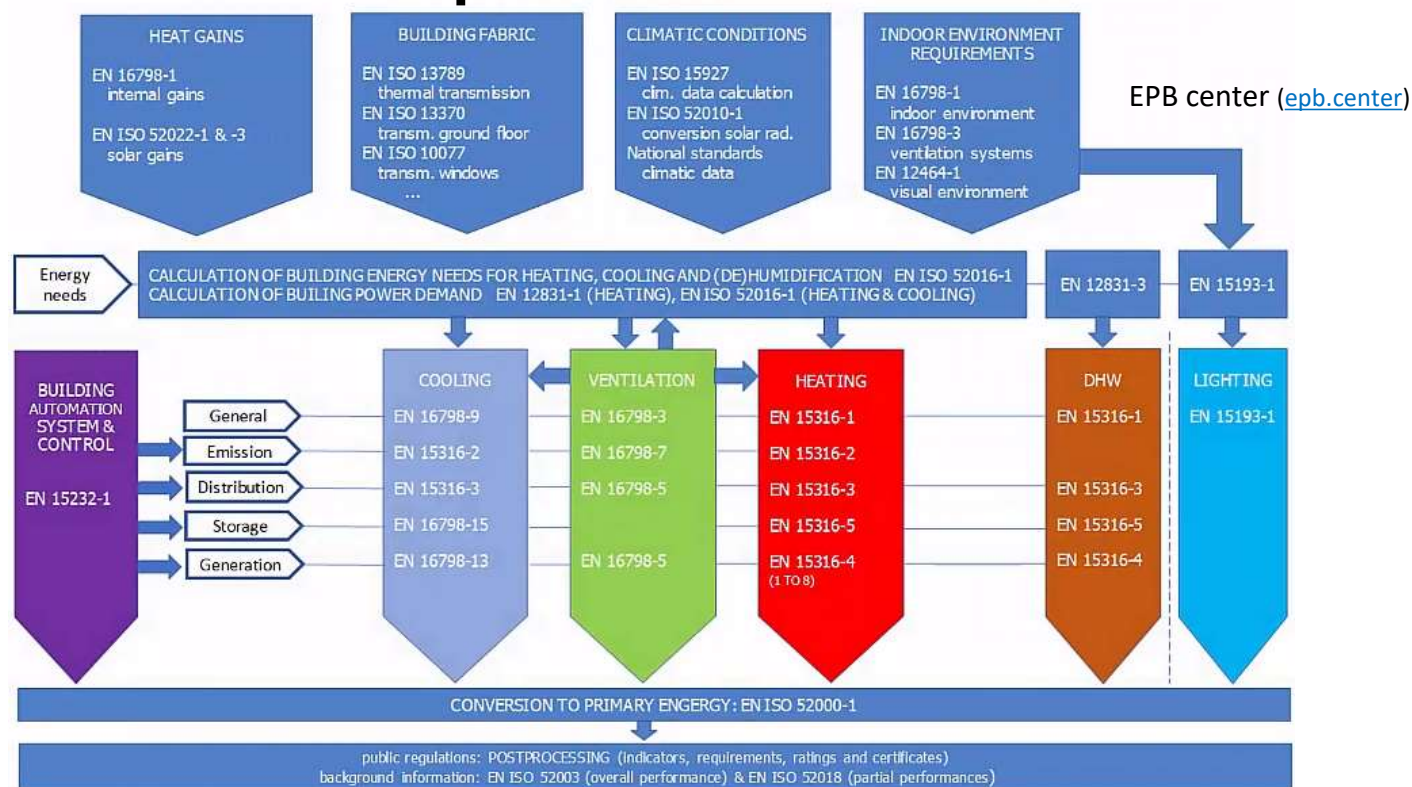 HEAT GAINS
EN 16798-1
internal gains
EN ISO 52022-1 & -3
solar gains
BUILDING FABRIC
EN ISO 13789
thermal transmission
EN ISO 13370
transm. ground floor
EN ISO 10077
transm. windows
...
CLIMATIC CONDITIONS
EN ISO 15927
clim. data calculation
EN ISO 52010-1
conversion solar rad.
National standards
climatic data
INDOOR ENVIRONMENT
REQUIREMENTS
EN 16798-1
indoor environment
EN 16798-3
ventilation systems
EN 12464-1
visual environment
EPB center (epb.center)
Energy
needs
CALCULATION OF BUILDING ENERGY NEEDS FOR HEATING, COOLING AND (DE)HUMIDIFICATION EN ISO 52016-1
CALCULATION OF BUILING POWER DEMAND EN 12831-1 (HEATING), EN ISO 52016-1 (HEATING & COOLING)
EN 12831-3
EN 15193-1
BUILDING
AUTOMATION
SYSTEM &
CONTROL
EN 15232-1
General
Emission
Distribution
Storage
Generation
COOLING
EN 16798-9
EN 15316-2
EN 15316-3
EN 16798-15
EN 16798-13
VENTILATION
EN 16798-3
EN 16798-7
EN 16798-5
EN 16798-5
HEATING
EN 15316-1
EN 15316-2
EN 15316-3
EN 15316-5
EN 15316-4
(1 TO 8)
DHW
EN 15316-1
EN 15316-3
EN 15316-5
EN 15316-4
LIGHTING
EN 15193-1
CONVERSION TO PRIMARY ENGERGY: EN ISO 52000-1
public regulations: POSTPROCESSING (indicators, requirements, ratings and certificates)
background information: EN ISO 52003 (overall performance) & EN ISO 52018 (partial performances)